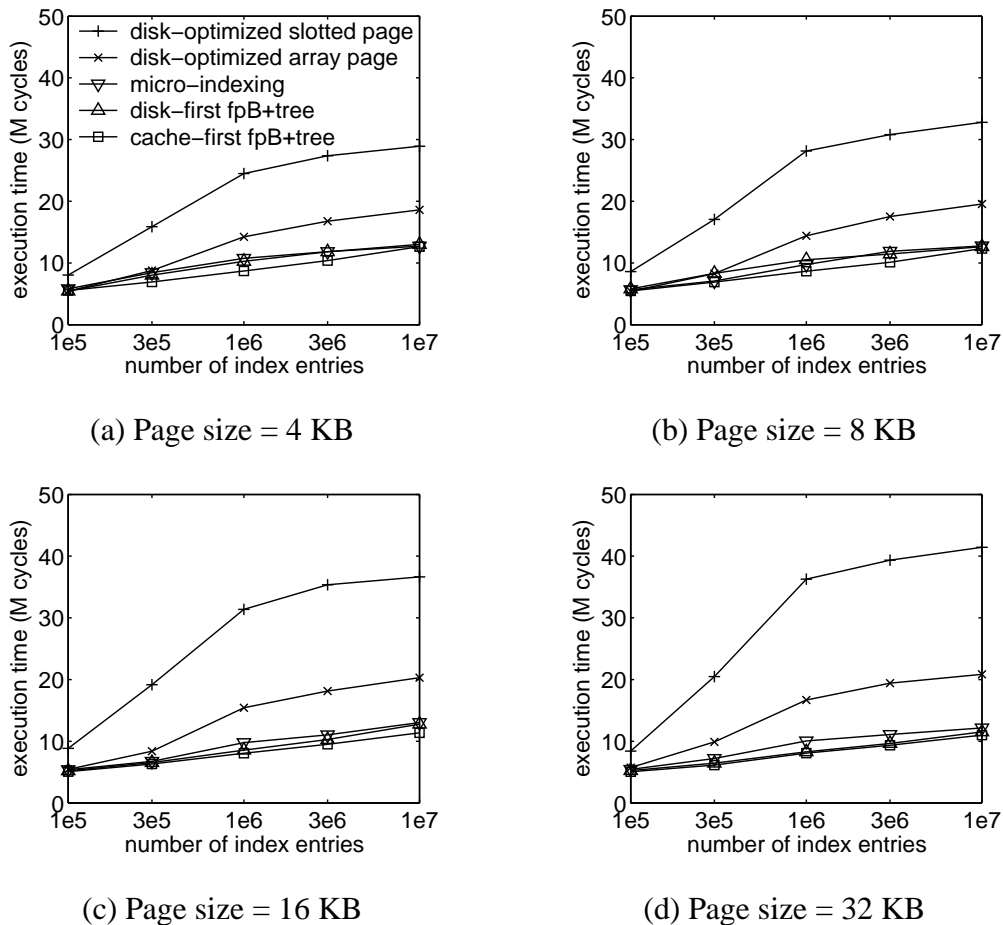 50
40
30
20
10
0
execution time (M cycles)
disk−optimized slotted page
disk−optimized array page
micro−indexing
disk−first fpB+tree
cache−first fpB+tree
1e5 3e5 1e6 3e6 1e7
number of index entries
(a) Page size = 4 KB
50
40
30
20
10
0
execution time (M cycles)
1e5 3e5 1e6 3e6 1e7
number of index entries
(b) Page size = 8 KB
50
40
30
20
10
0
execution time (M cycles)
1e5 3e5 1e6 3e6 1e7
number of index entries
(c) Page size = 16 KB
50
40
30
20
10
0
execution time (M cycles)
1e5 3e5 1e6 3e6 1e7
number of index entries
(d) Page size = 32 KB